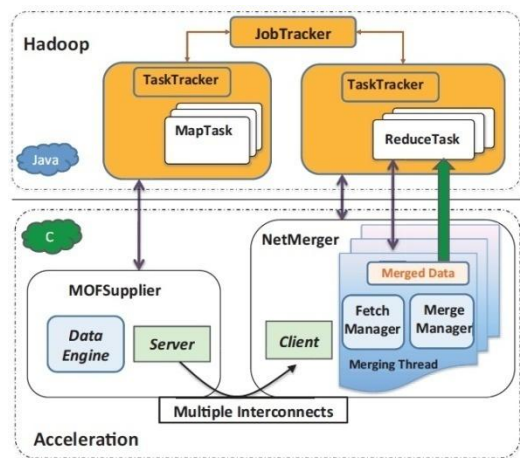 Hadoop
JobTracker
TaskTracker
MapTask
TaskTracker
ReduceTask
Java
C
NetMerger
MOFSupplier
Data
Engine
Server
Client
Merged Data
Fetch
Manager
Merge
Manager
Merging Thread
Multiple Interconnects
Acceleration